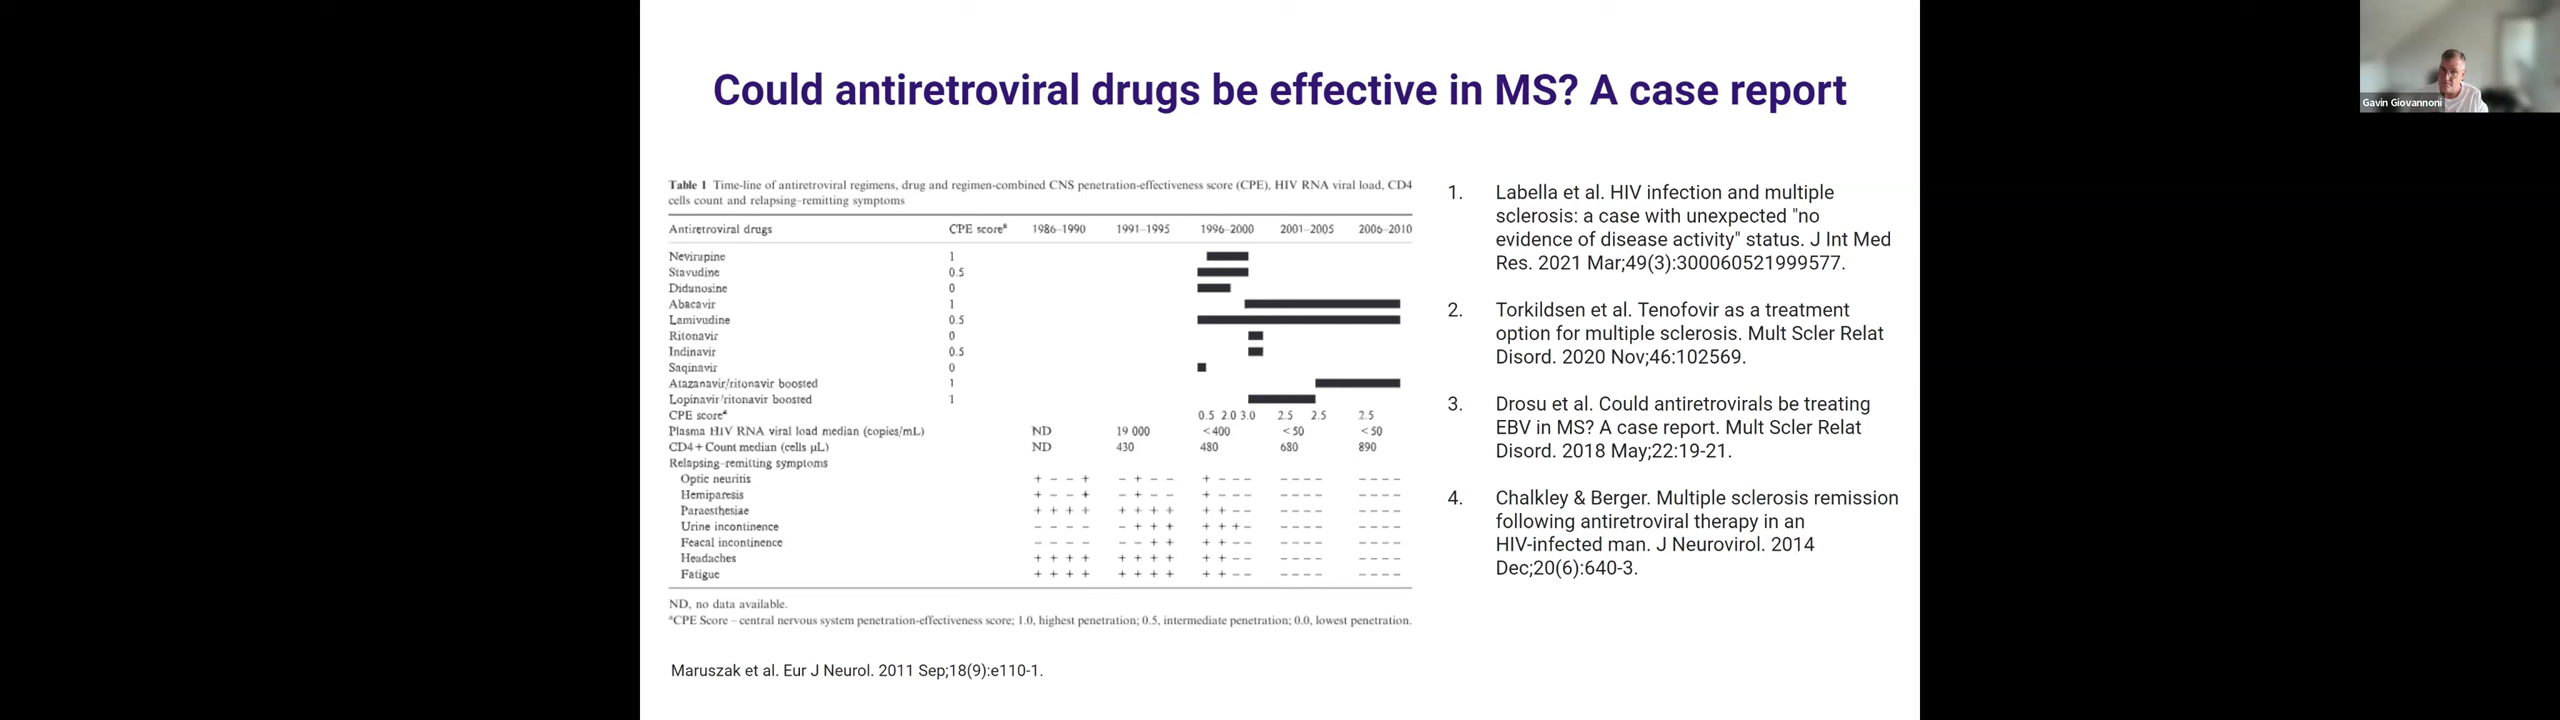 Could antiretroviral drugs be effective in MS? A case report
Gavin Giovannoni
Table 1 Time-line of antiretroviral regimens, drug and regimen-combined CNS penetration-effectiveness score (CPE), HIV RNA viral load, CD4
cells count and relapsing–remitting symptoms
Antiretroviral drugs CPE scoreᵃ 1986–1990 1991–1995 1996–2000 2001–2005 2006–2010
Nevirapine 1
Stavudine 0.5
Didanosine 0
Abacavir 1
Lamivudine 0.5
Ritonavir 0
Indinavir 0.5
Saqinavir 0
Atazanavir/ritonavir boosted 1
Lopinavir/ritonavir boosted 1
CPE scoreᵃ 0.5 2.0 3.0 2.5 2.5 2.5
Plasma HIV RNA viral load median (copies/mL) ND 19 000 <400 <50 <50
CD4+ Count median (cells μL) ND 430 480 680 890
Relapsing–remitting symptoms
Optic neuritis + – – + – + – – + – – – – – – – – – – –
Hemiparesis + – – + – + – – + – – – – – – – – – – –
Paraesthesiae + + + + + + + + + + – – – – – – – – – –
Urine incontinence – – – – – + + + + + + – – – – – – – – –
Feacal incontinence – – – – – – + + + + – – – – – – – – – –
Headaches + + + + + + + + + + – – – – – – – – – –
Fatigue + + + + + + + + + + – – – – – – – – – –
ND, no data available.
ᵃCPE Score – central nervous system penetration-effectiveness score; 1.0, highest penetration; 0.5, intermediate penetration; 0.0, lowest penetration.
Maruszak et al. Eur J Neurol. 2011 Sep;18(9):e110-1.
1. Labella et al. HIV infection and multiple
sclerosis: a case with unexpected "no
evidence of disease activity" status. J Int Med
Res. 2021 Mar;49(3):300060521999577.
2. Torkildsen et al. Tenofovir as a treatment
option for multiple sclerosis. Mult Scler Relat
Disord. 2020 Nov;46:102569.
3. Drosu et al. Could antiretrovirals be treating
EBV in MS? A case report. Mult Scler Relat
Disord. 2018 May;22:19-21.
4. Chalkley & Berger. Multiple sclerosis remission
following antiretroviral therapy in an
HIV-infected man. J Neurovirol. 2014
Dec;20(6):640-3.